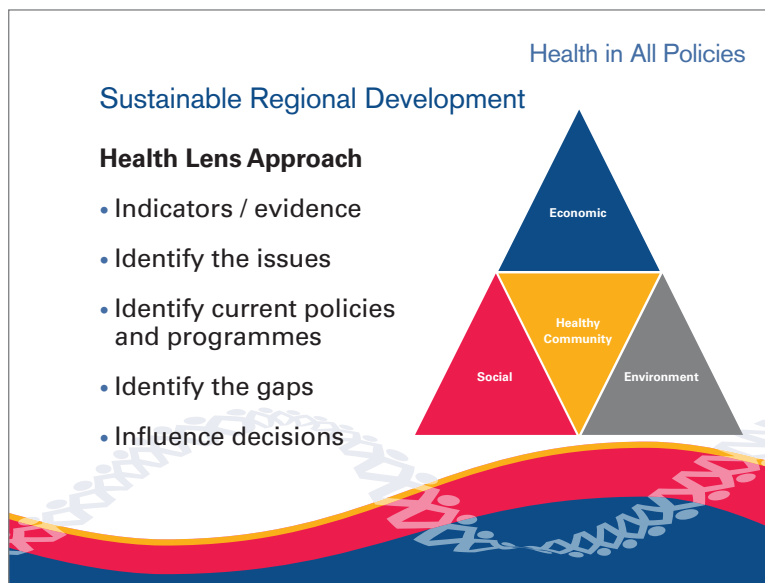 Health in All Policies
Sustainable Regional Development
Health Lens Approach
• Indicators / evidence
• Identify the issues
• Identify current policies
and programmes
• Identify the gaps
• Influence decisions
Economic
Healthy
Community
Social
Environment